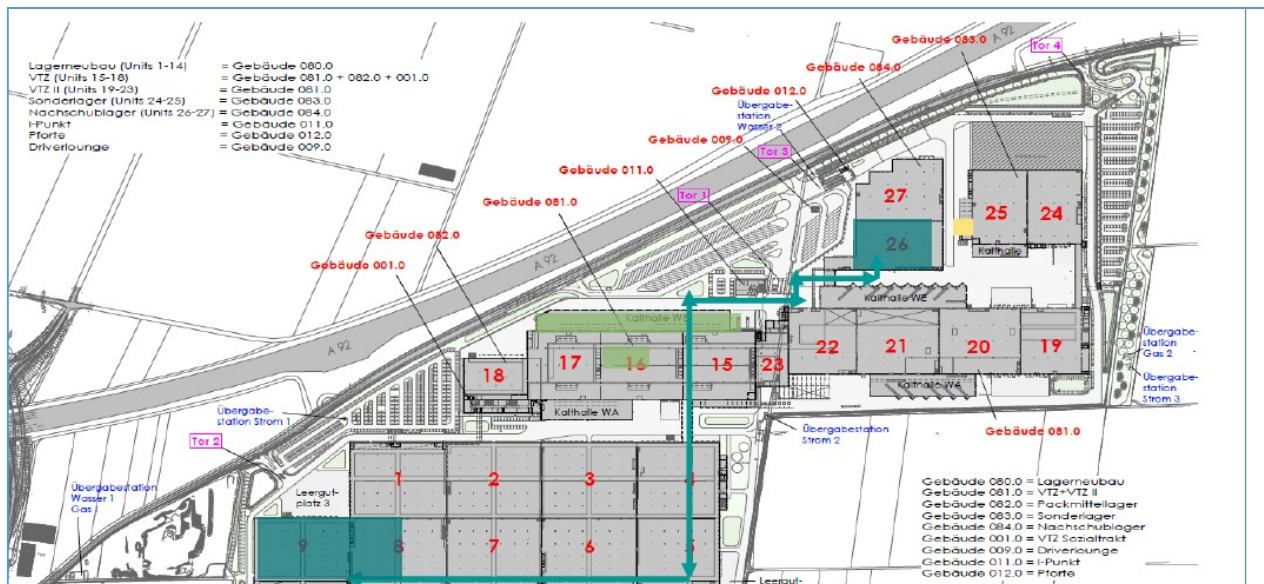 Lagerneubau (Units 1-14) = Gebäude 080.0
VTZ (Units 15-18) = Gebäude 081.0 + 082.0 + 001.0
VTZ II (Units 19-23) = Gebäude 081.0
Sonderlager (Units 24-25) = Gebäude 083.0
Nachschublager (Units 26-27) = Gebäude 084.0
I-Punkt = Gebäude 011.0
Pforte = Gebäude 012.0
Driverlounge = Gebäude 009.0
A 92
Gebäude 083.0
Tor 4
Gebäude 084.0
Gebäude 012.0
Übergabe-
station
Wasser 2
Gebäude 009.0
Tor 3
Gebäude 011.0
Tor 1
Gebäude 081.0
Gebäude 082.0
Gebäude 001.0
A 92
A 92
27
25
24
26
Kalthalle
Kalthalle WE
Kalthalle WE
17
16
15
23
22
21
20
19
18
Kalthalle WA
Kalthalle WA
Übergabe-
station
Gas 2
Übergabe-
station
Strom 3
Übergabe-
station Strom 1
Übergabestation
Strom 2
Gebäude 081.0
Tor 2
1
2
3
4
Leergut-
platz 3
Übergabestation
Wasser 1
Gas 1
9
8
7
6
5
Gebäude 080.0 = Lagerneubau
Gebäude 081.0 = VTZ+VTZ II
Gebäude 082.0 = Packmittellager
Gebäude 083.0 = Sonderlager
Gebäude 084.0 = Nachschublager
Gebäude 001.0 = VTZ Sozialtrakt
Gebäude 009.0 = Driverlounge
Gebäude 011.0 = I-Punkt
Gebäude 012.0 = Pforte
Leergut-